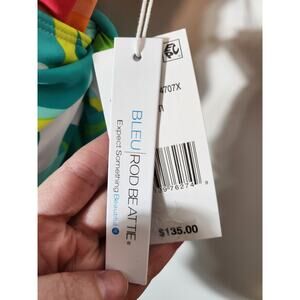 BLEU|ROD BEATTIE®
Expect Something Beautiful
4707X
$135.00